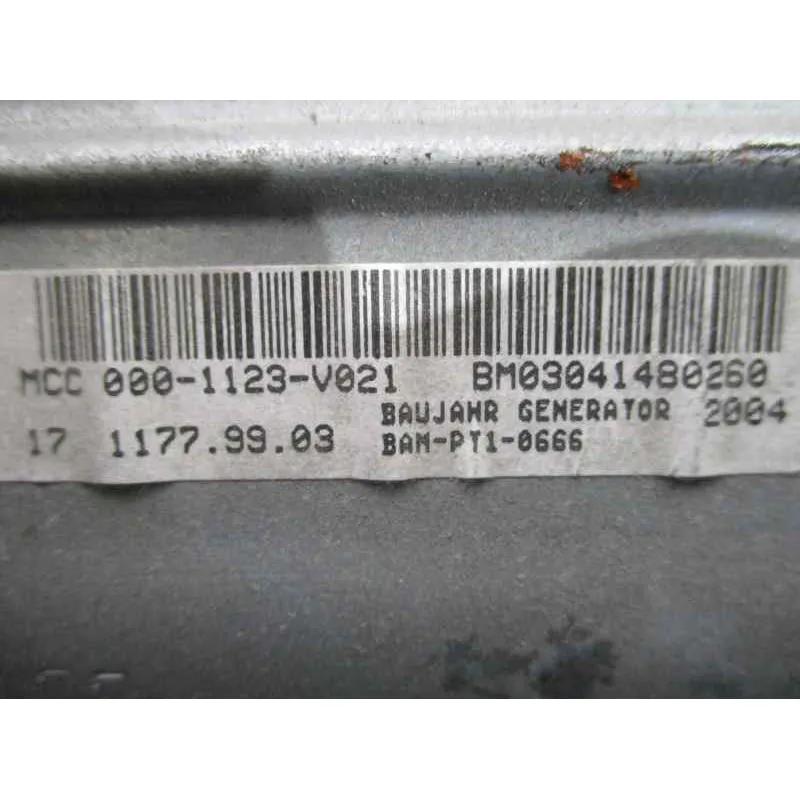 MCC 000-1123-V021 BM03041480260
BAUJAHR GENERATOR 2004
17 1177.99.03 BAM-PT1-0666